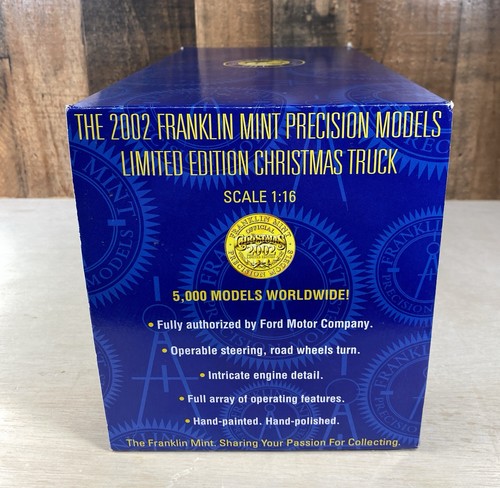 THE 2002 FRANKLIN MINT PRECISION MODELS
LIMITED EDITION CHRISTMAS TRUCK
SCALE 1:16
FRANKLIN MINT
OFFICIAL
CHRISTMAS
2002
PRECISION MODELS
5,000 MODELS WORLDWIDE!
• Fully authorized by Ford Motor Company.
• Operable steering, road wheels turn.
• Intricate engine detail.
• Full array of operating features.
• Hand-painted. Hand-polished.
The Franklin Mint. Sharing Your Passion For Collecting.